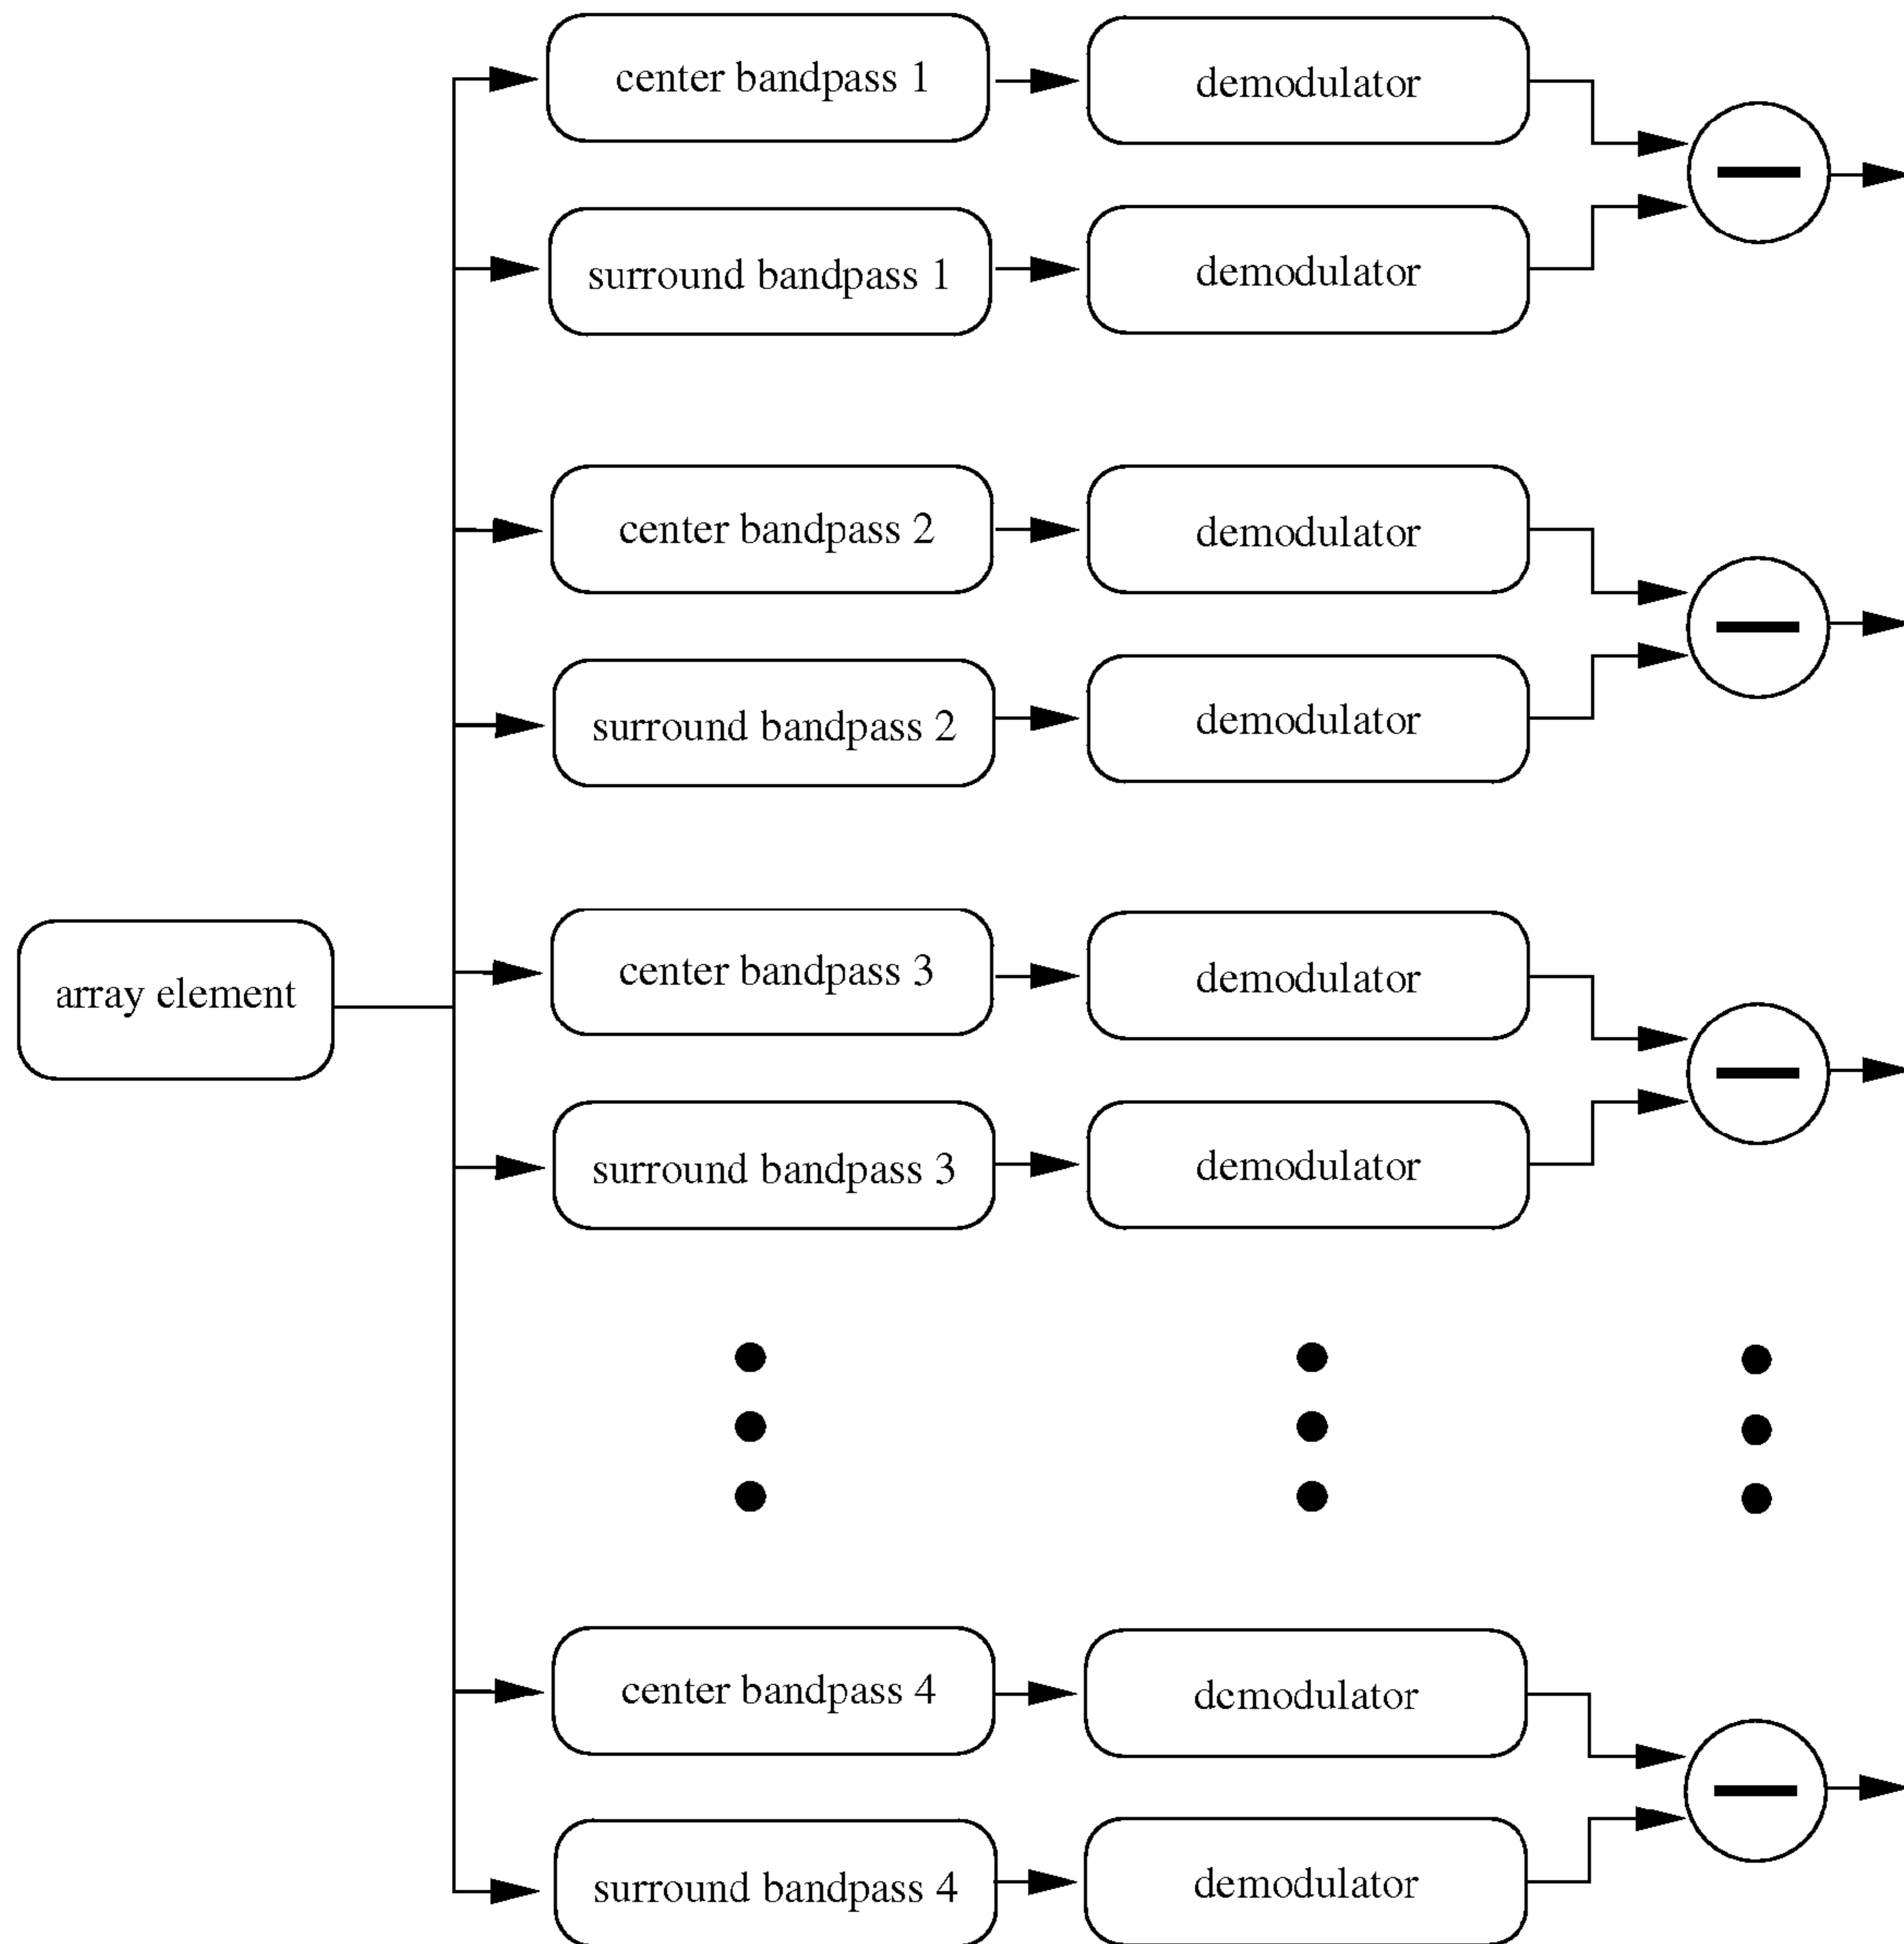 center bandpass 1
demodulator
surround bandpass 1
demodulator
center bandpass 2
demodulator
surround bandpass 2
demodulator
array element
center bandpass 3
demodulator
surround bandpass 3
demodulator
center bandpass 4
demodulator
surround bandpass 4
demodulator